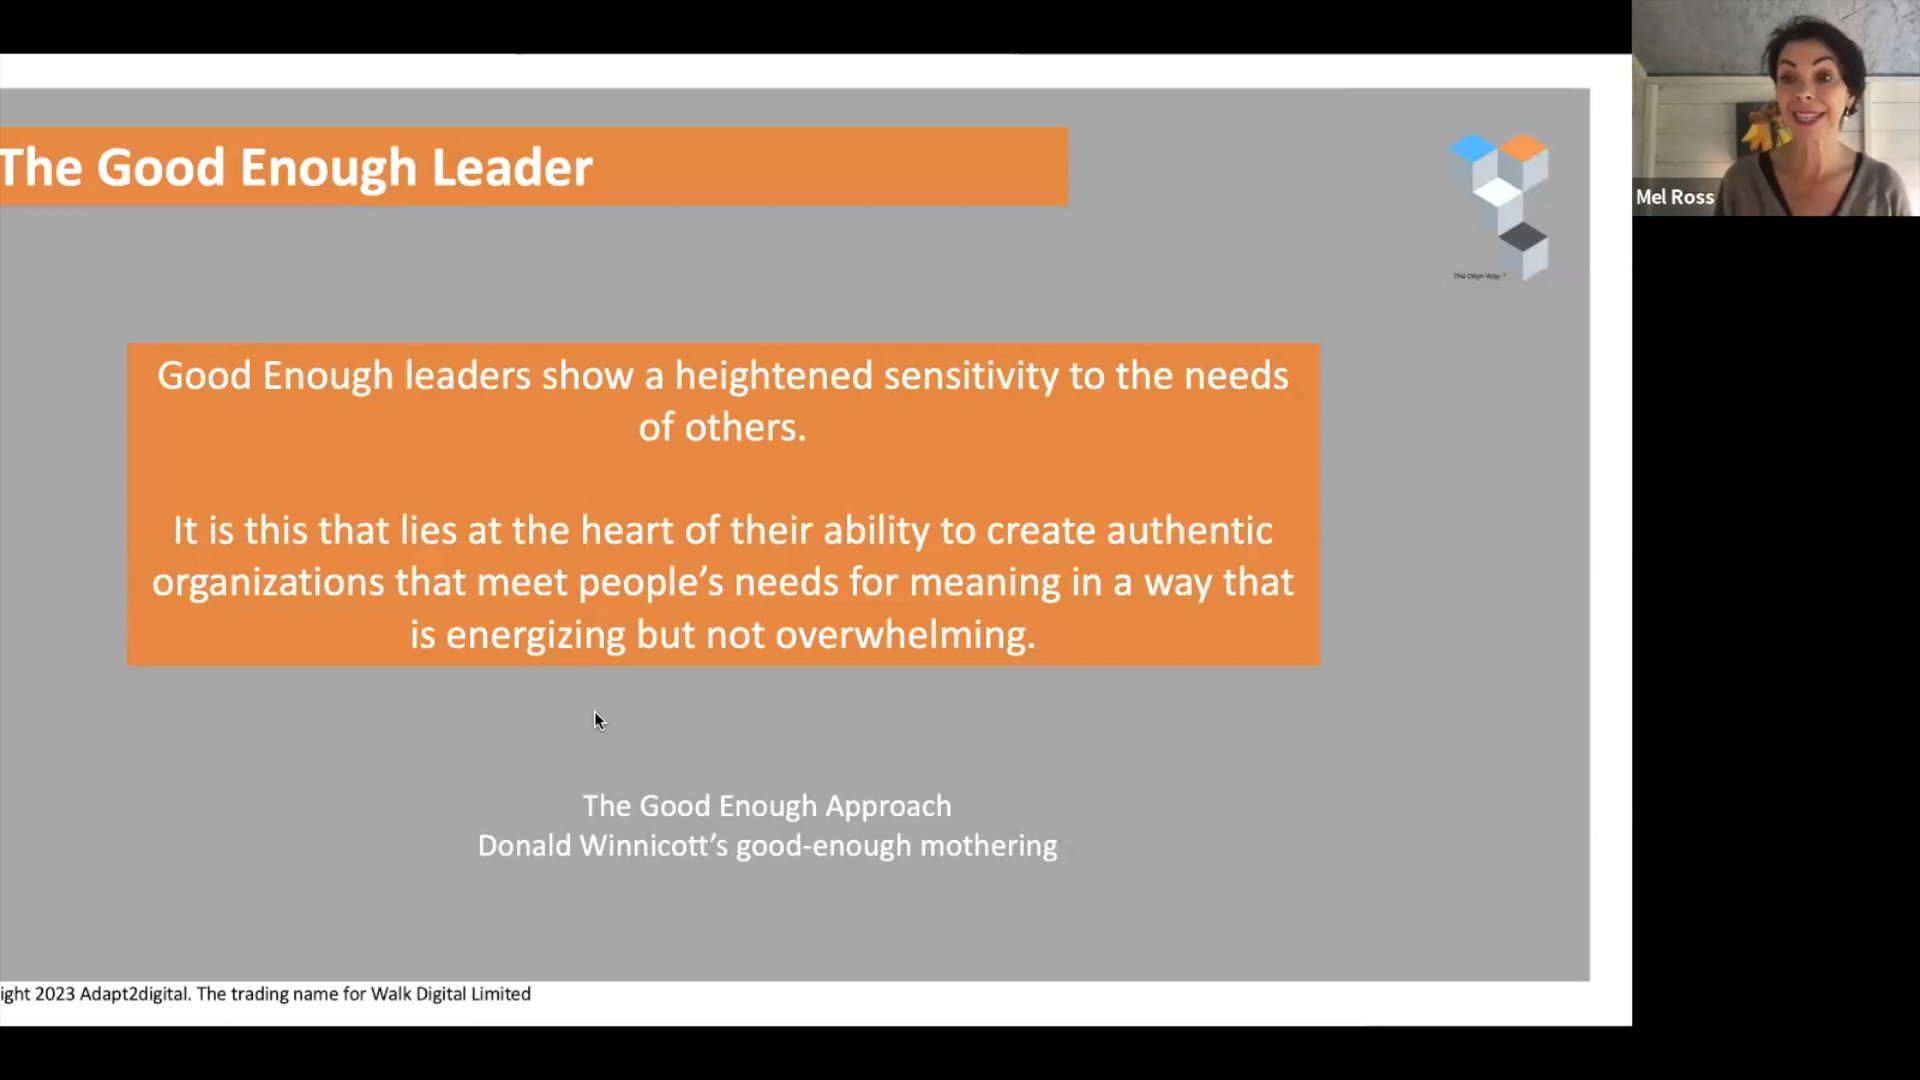 The Good Enough Leader
Mel Ross
The Dilyn Way™
Good Enough leaders show a heightened sensitivity to the needs
of others.
It is this that lies at the heart of their ability to create authentic
organizations that meet people’s needs for meaning in a way that
is energizing but not overwhelming.
The Good Enough Approach
Donald Winnicott’s good-enough mothering
ight 2023 Adapt2digital. The trading name for Walk Digital Limited